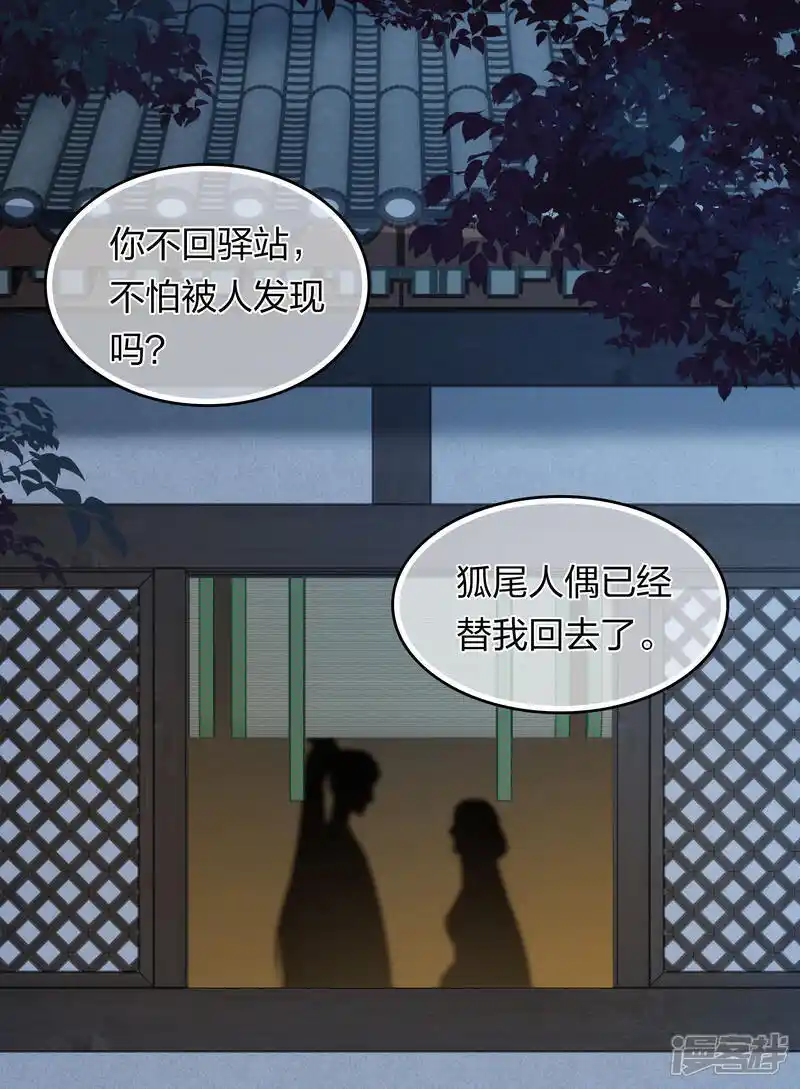 你不回驿站，
不怕被人发现
吗？
狐尾人偶已经
替我回去了。
漫客栈